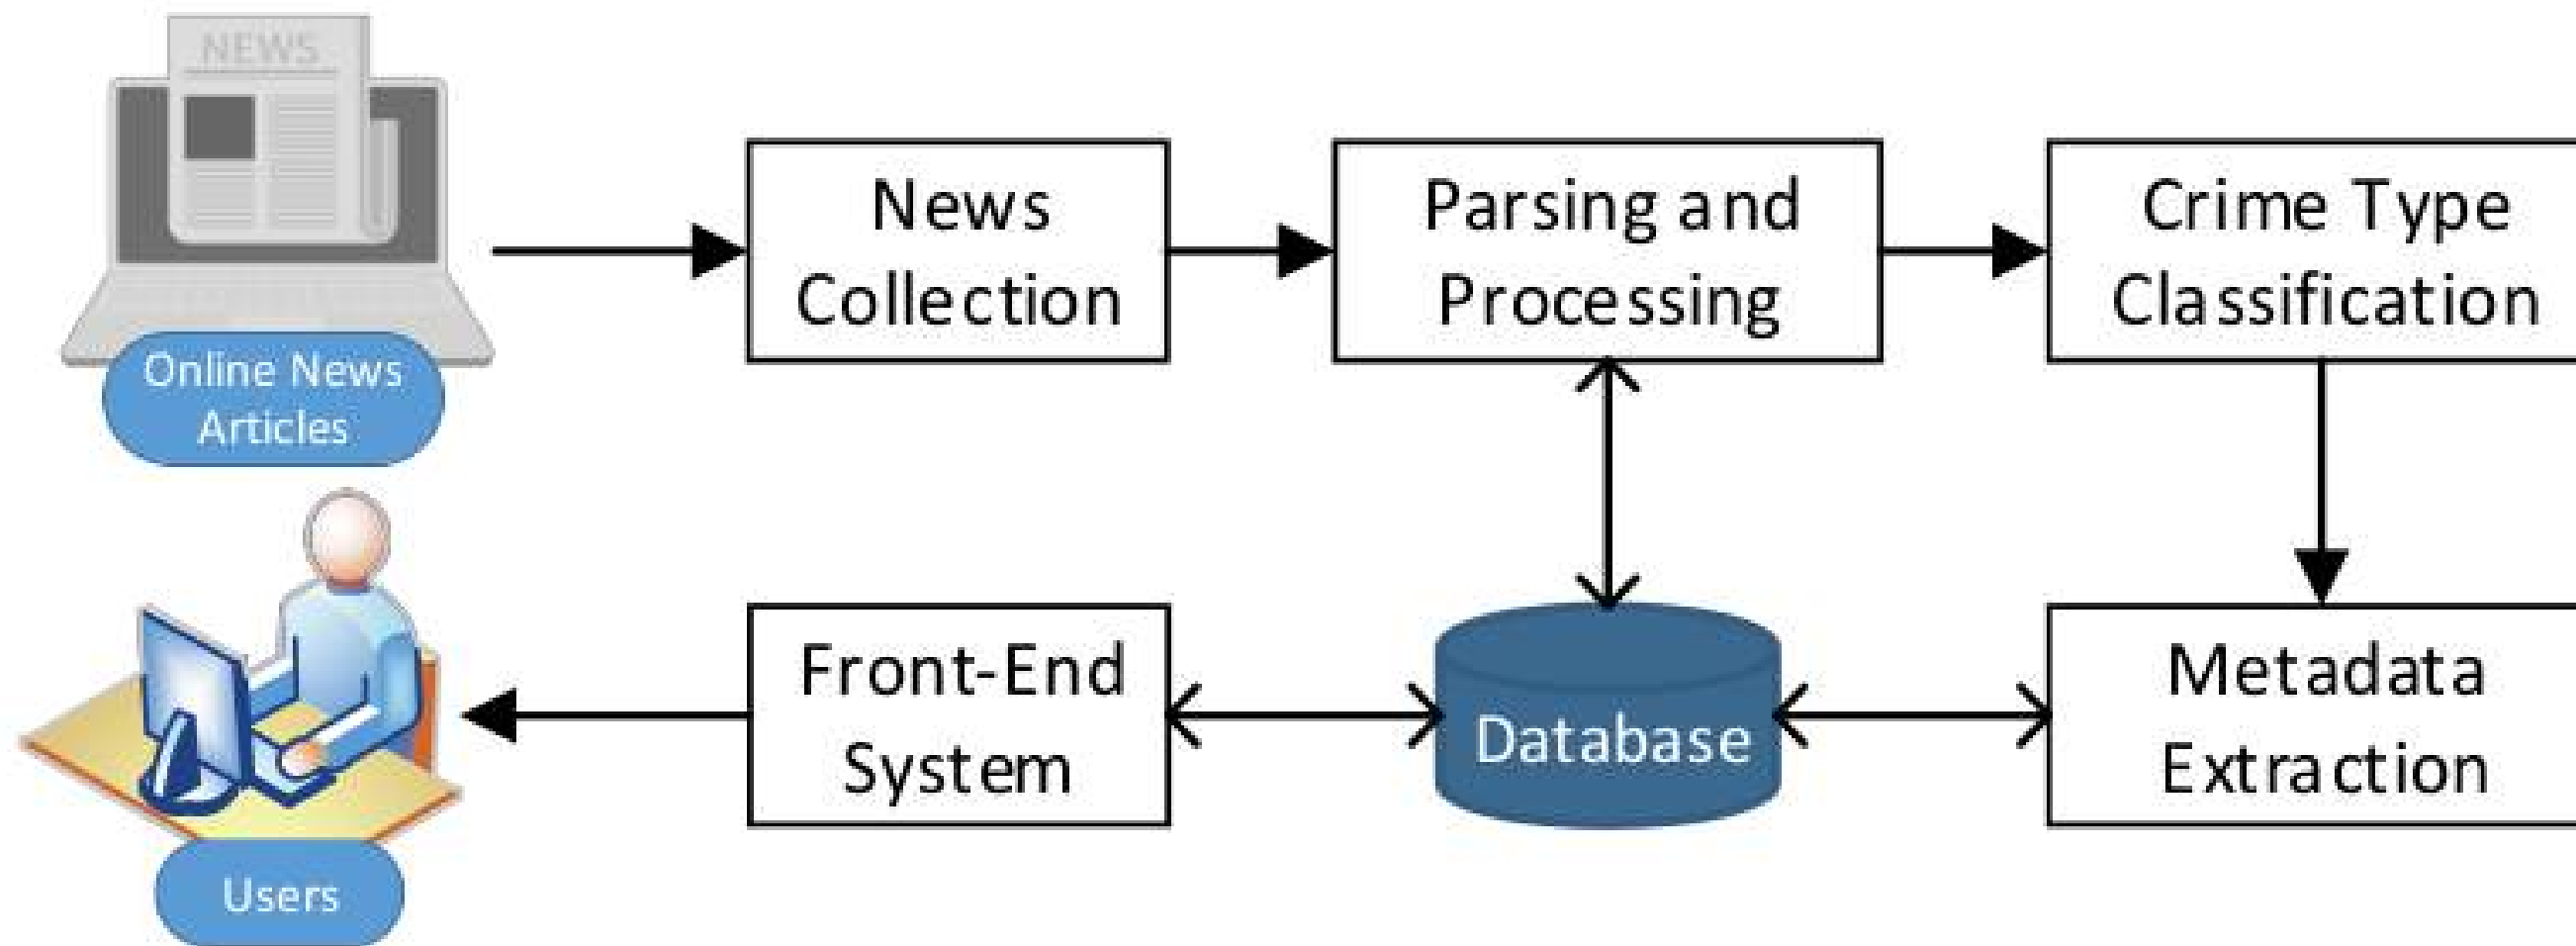 NEWS
News
Collection
Parsing and
Processing
Crime Type
Classification
Online News
Articles
Front-End
System
Database
Metadata
Extraction
Users